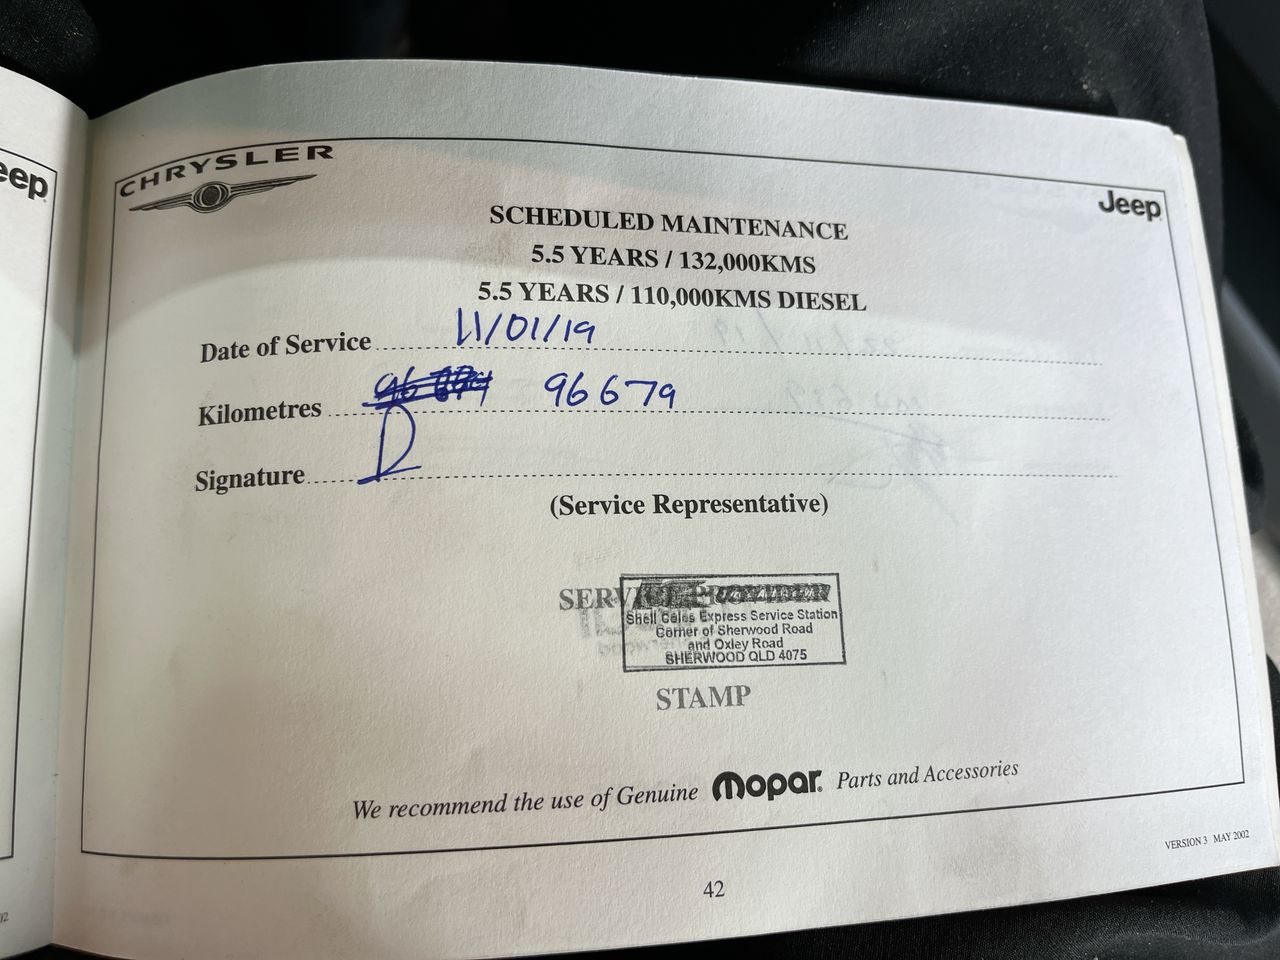 eep
CHRYSLER
Jeep
SCHEDULED MAINTENANCE
5.5 YEARS / 132,000KMS
5.5 YEARS / 110,000KMS DIESEL
Date of Service 11/01/19
Kilometres 96679
Signature
(Service Representative)
SERVICE PROVIDER
Shell Coles Express Service Station
Corner of Sherwood Road
and Oxley Road
SHERWOOD QLD 4075
STAMP
We recommend the use of Genuine Mopar Parts and Accessories
VERSION 3 MAY 2002
42
02